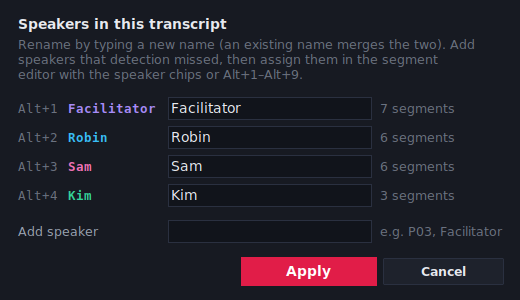 Speakers in this transcript
Rename by typing a new name (an existing name merges the two). Add
speakers that detection missed, then assign them in the segment
editor with the speaker chips or Alt+1–Alt+9.
Alt+1 Facilitator Facilitator 7 segments
Alt+2 Robin Robin 6 segments
Alt+3 Sam Sam 6 segments
Alt+4 Kim Kim 3 segments
Add speaker e.g. P03, Facilitator
Apply Cancel